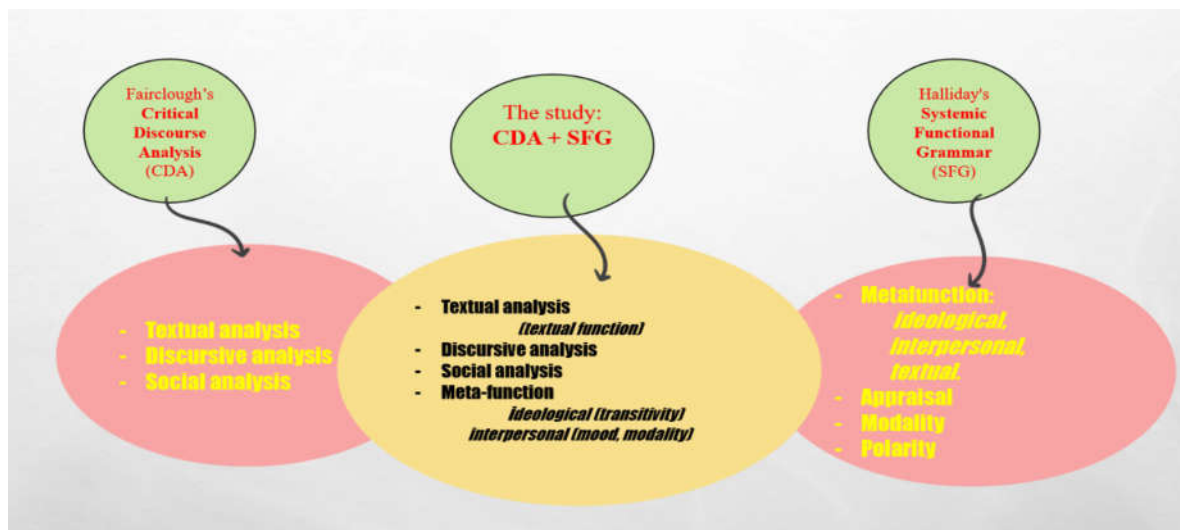 Fairclough's
Critical
Discourse
Analysis
(CDA)
The study:
CDA + SFG
Halliday's
Systemic
Functional
Grammar
(SFG)
- Textual analysis
- Discursive analysis
- Social analysis
- Textual analysis
(textual function)
- Discursive analysis
- Social analysis
- Meta-function
ideological (transitivity)
interpersonal (mood, modality)
- Metafunction:
ideological,
interpersonal,
textual.
- Appraisal
- Modality
- Polarity